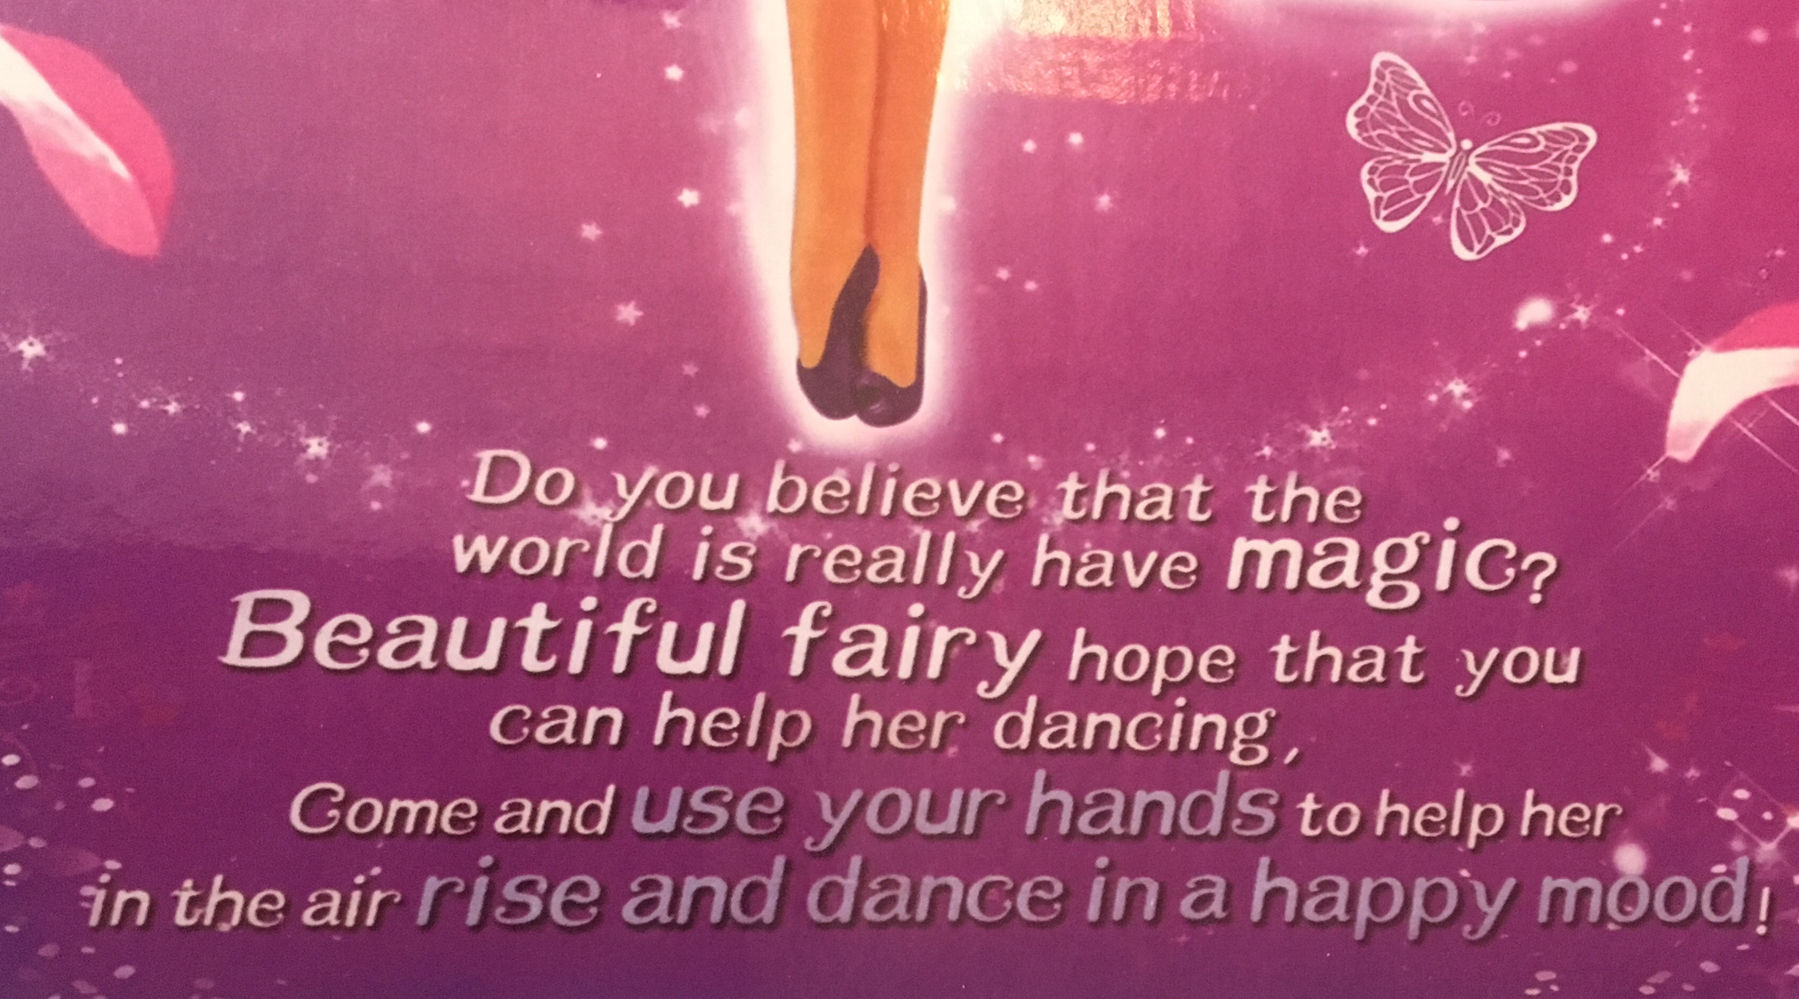 Do you believe that the
world is really have magic?
Beautiful fairy hope that you
can help her dancing,
Come and use your hands to help her
in the air rise and dance in a happy mood!